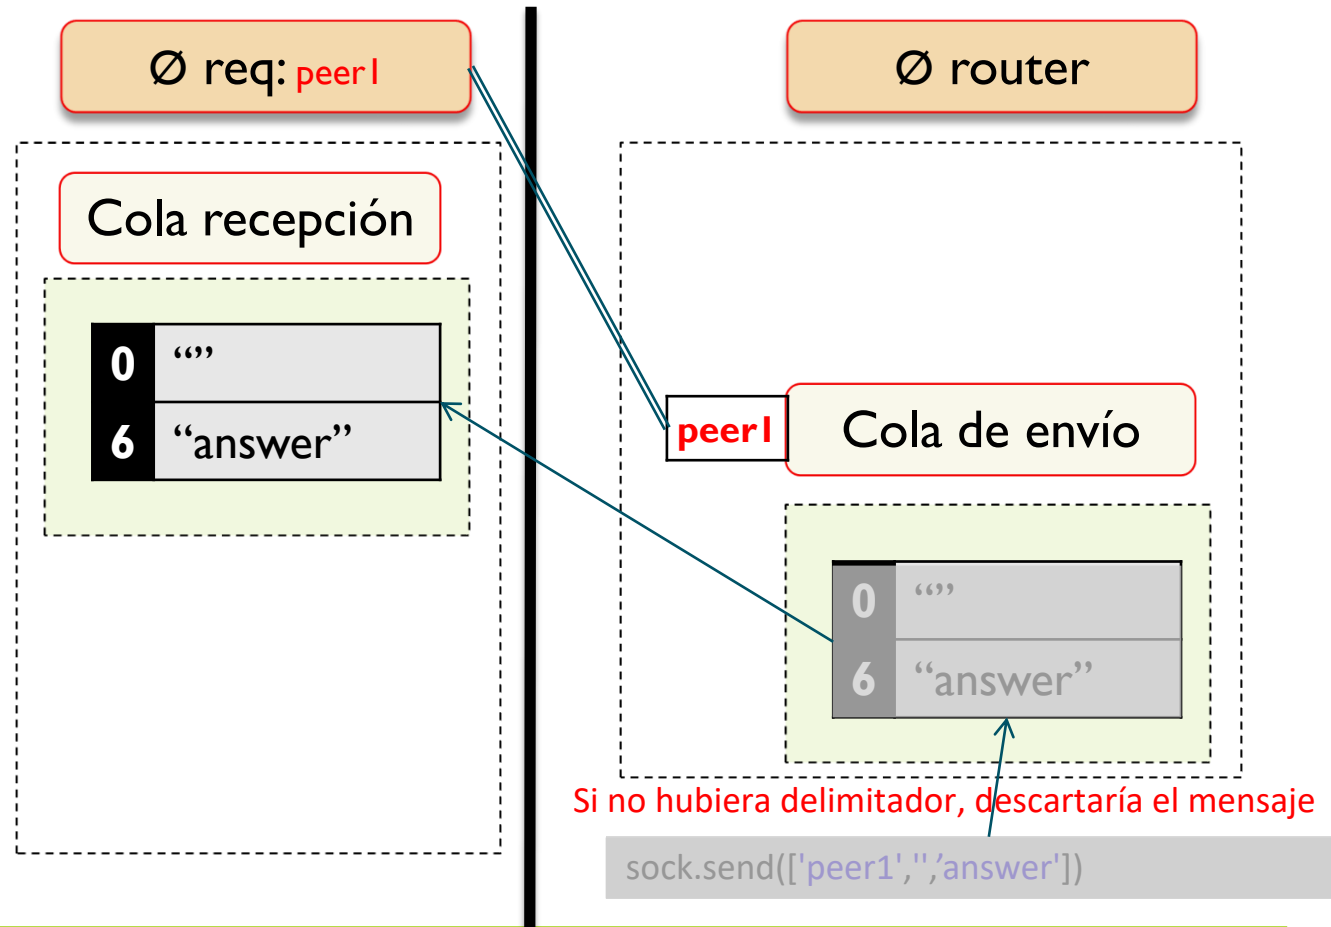 Ø req: peer1
Ø router
Cola recepción
0 “”
6 “answer”
peer1 Cola de envío
0 “”
6 “answer”
Si no hubiera delimitador, descartaría el mensaje
sock.send(['peer1','',’answer'])